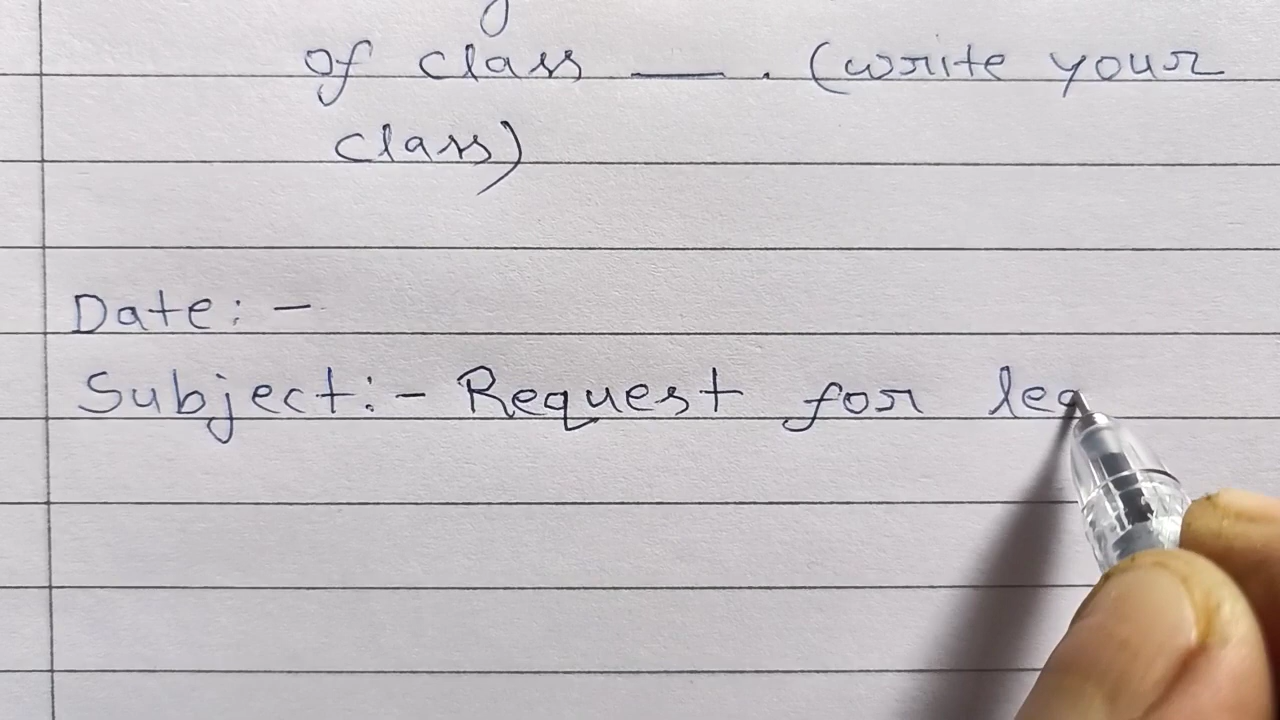 of class ___ . (write your
class)
Date: -
Subject:- Request for lea